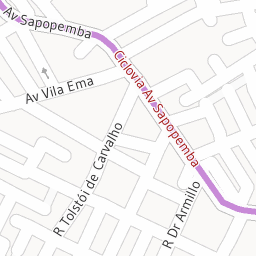 Av Sapopemba
Ciclovia Av Sapopemba
Av Vila Ema
R Tolstói de Carvalho
R Dr Armillo